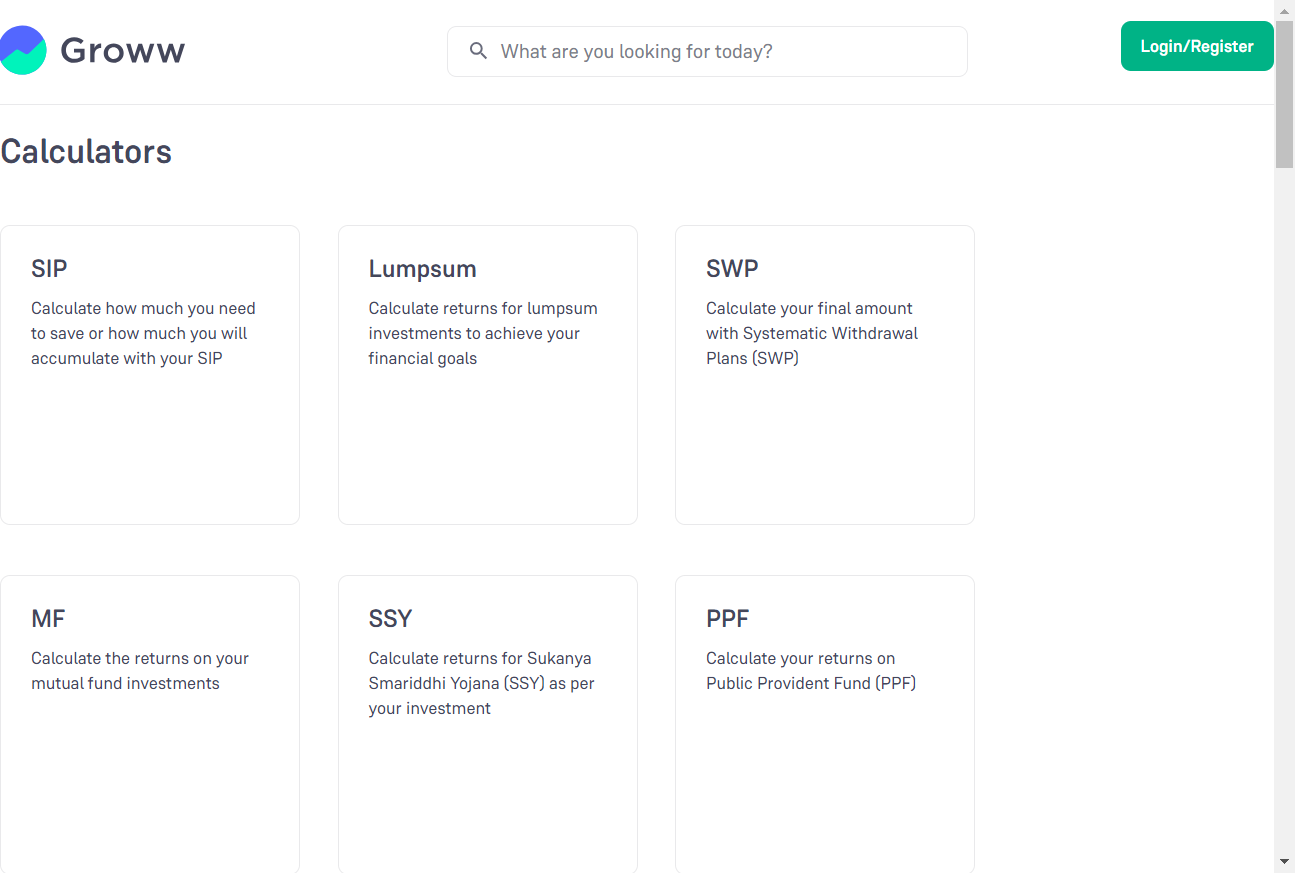 Groww
What are you looking for today?
Login/Register
Calculators
SIP
Calculate how much you need
to save or how much you will
accumulate with your SIP
Lumpsum
Calculate returns for lumpsum
investments to achieve your
financial goals
SWP
Calculate your final amount
with Systematic Withdrawal
Plans (SWP)
MF
Calculate the returns on your
mutual fund investments
SSY
Calculate returns for Sukanya
Smariddhi Yojana (SSY) as per
your investment
PPF
Calculate your returns on
Public Provident Fund (PPF)